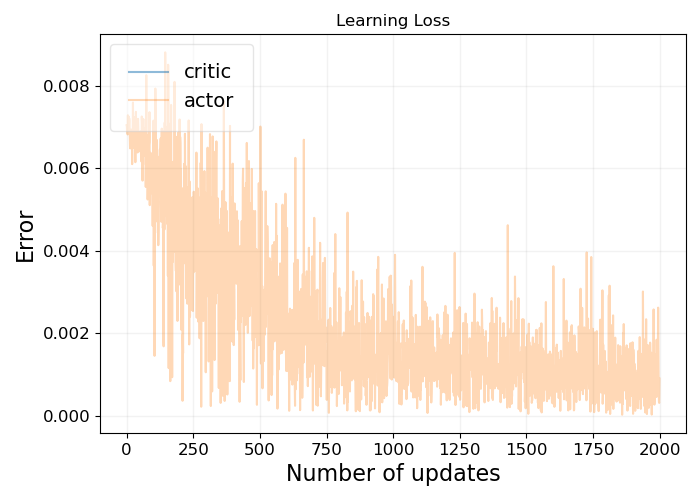 Learning Loss
critic
actor
Error
0.008
0.006
0.004
0.002
0.000
0 250 500 750 1000 1250 1500 1750 2000
Number of updates